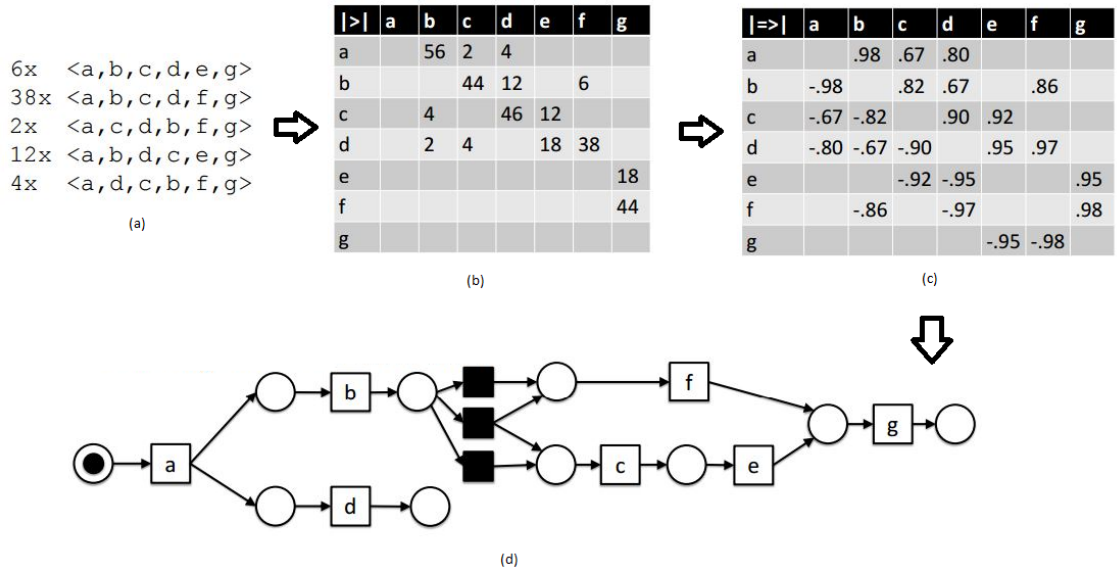 6x <a,b,c,d,e,g>
38x <a,b,c,d,f,g>
2x <a,c,d,b,f,g>
12x <a,b,d,c,e,g>
4x <a,d,c,b,f,g>
(a)
|>| a b c d e f g
a 56 2 4
b 44 12 6
c 4 46 12
d 2 4 18 38
e 18
f 44
g
(b)
|=>| a b c d e f g
a .98 .67 .80
b -.98 .82 .67 .86
c -.67 -.82 .90 .92
d -.80 -.67 -.90 .95 .97
e -.92 -.95 .95
f -.86 -.97 .98
g -.95 -.98
(c)
b f
a c e g
d
(d)